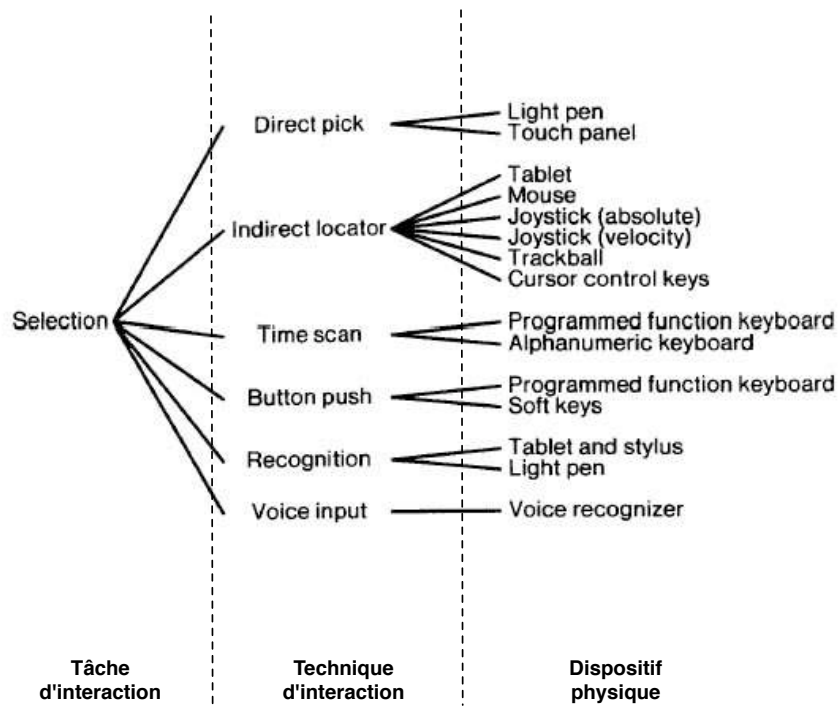 Direct pick
Light pen
Touch panel
Indirect locator
Tablet
Mouse
Joystick (absolute)
Joystick (velocity)
Trackball
Cursor control keys
Selection
Time scan
Programmed function keyboard
Alphanumeric keyboard
Button push
Programmed function keyboard
Soft keys
Recognition
Tablet and stylus
Light pen
Voice input
Voice recognizer
Tâche
d'interaction
Technique
d'interaction
Dispositif
physique